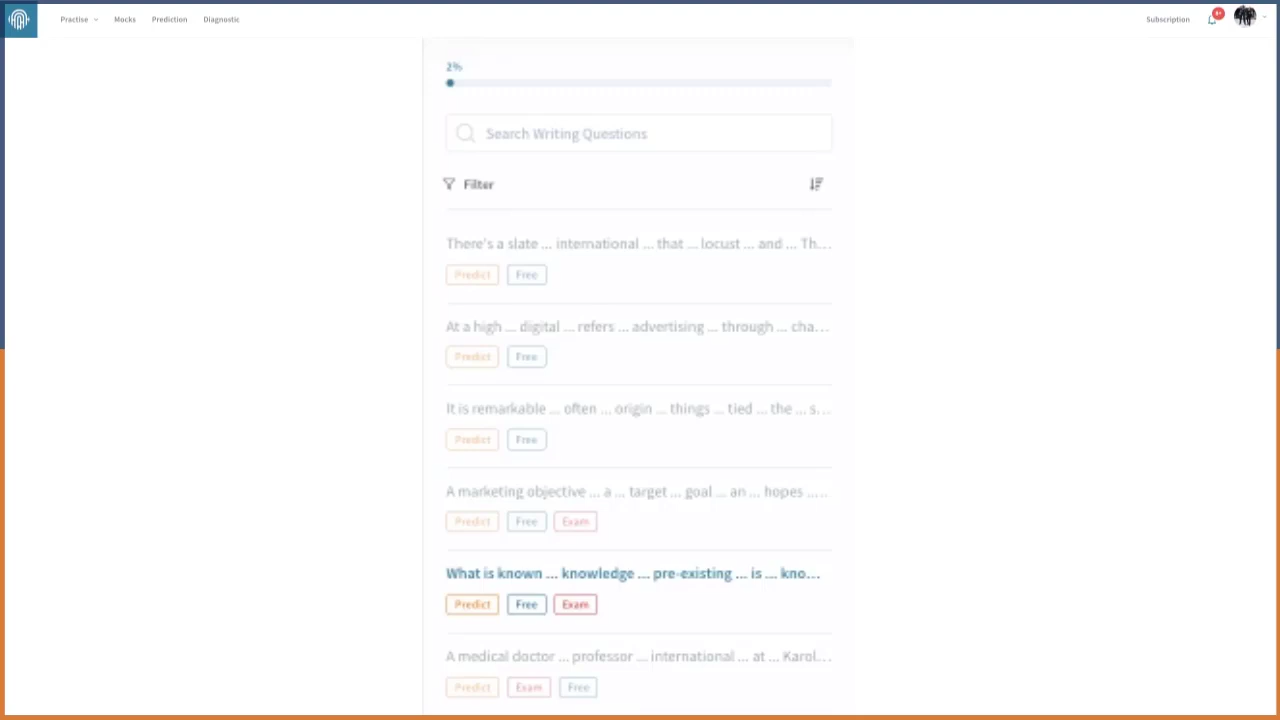 Practise Mocks Prediction Diagnostic Subscription
2%
Search Writing Questions
Filter
There's a slate ... international ... that ... locust ... and ... Th...
Predict Free
At a high ... digital ... refers ... advertising ... through ... cha...
Predict Free
It is remarkable ... often ... origin ... things ... tied ... the ... s...
Predict Free
A marketing objective ... a ... target ... goal ... an ... hopes ...
Predict Free Exam
What is known ... knowledge ... pre-existing ... is ... kno...
Predict Free Exam
A medical doctor ... professor ... international ... at ... Karol...
Predict Exam Free